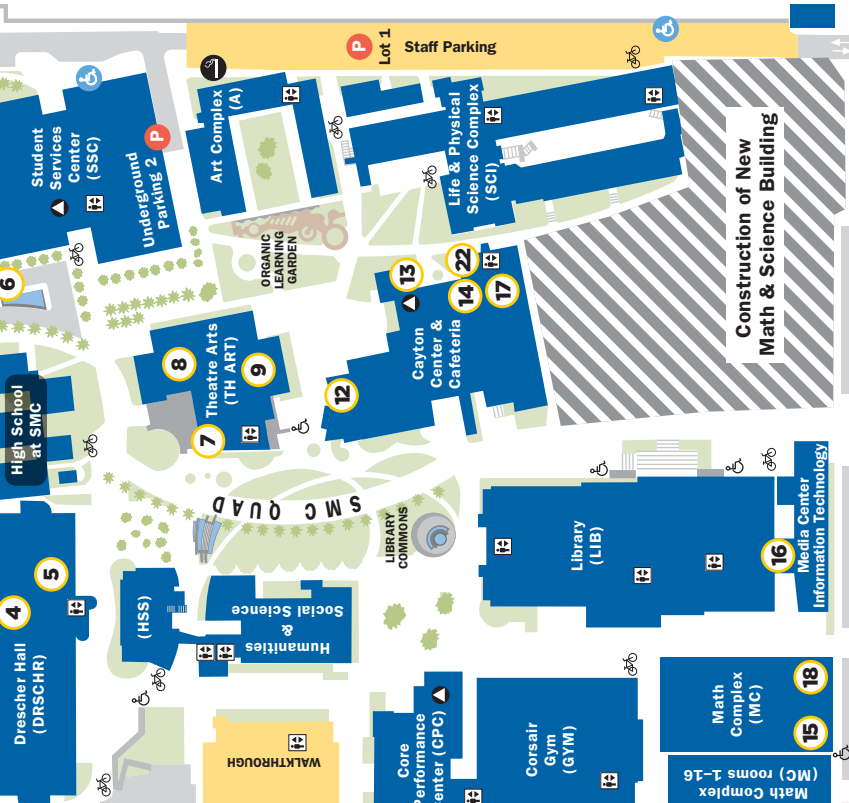 P
Lot 1
Staff Parking
Student
Services
Center
(SSC)
Underground
Parking 2
P
Art Complex
(A)
Life & Physical
Science Complex
(SCI)
Construction of New
Math & Science Building
ORGANIC
LEARNING
GARDEN
6
High School
at SMC
8
Theatre Arts
(TH ART)
9
7
13
22
14
17
Cayton
Center &
Cafeteria
12
SMC QUAD
LIBRARY
COMMONS
Library
(LIB)
16
Media Center
Information Technology
4
5
Drescher Hall
(DRSCHR)
(HSS)
Humanities
&
Social Science
WALKTHROUGH
Core
Performance
Center (CPC)
Corsair
Gym
(GYM)
Math
Complex
(MC)
18
15
Math Complex
(MC) rooms 1–16